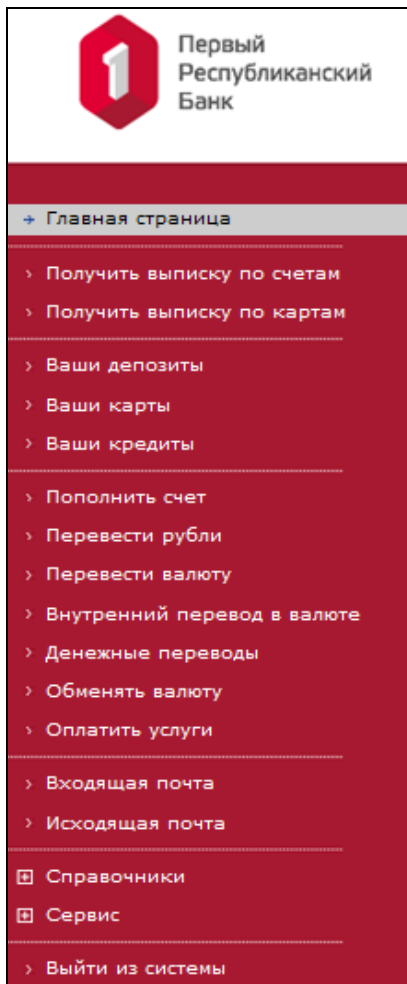 1
Первый
Республиканский
Банк
Главная страница
Получить выписку по счетам
Получить выписку по картам
Ваши депозиты
Ваши карты
Ваши кредиты
Пополнить счет
Перевести рубли
Перевести валюту
Внутренний перевод в валюте
Денежные переводы
Обменять валюту
Оплатить услуги
Входящая почта
Исходящая почта
Справочники
Сервис
Выйти из системы